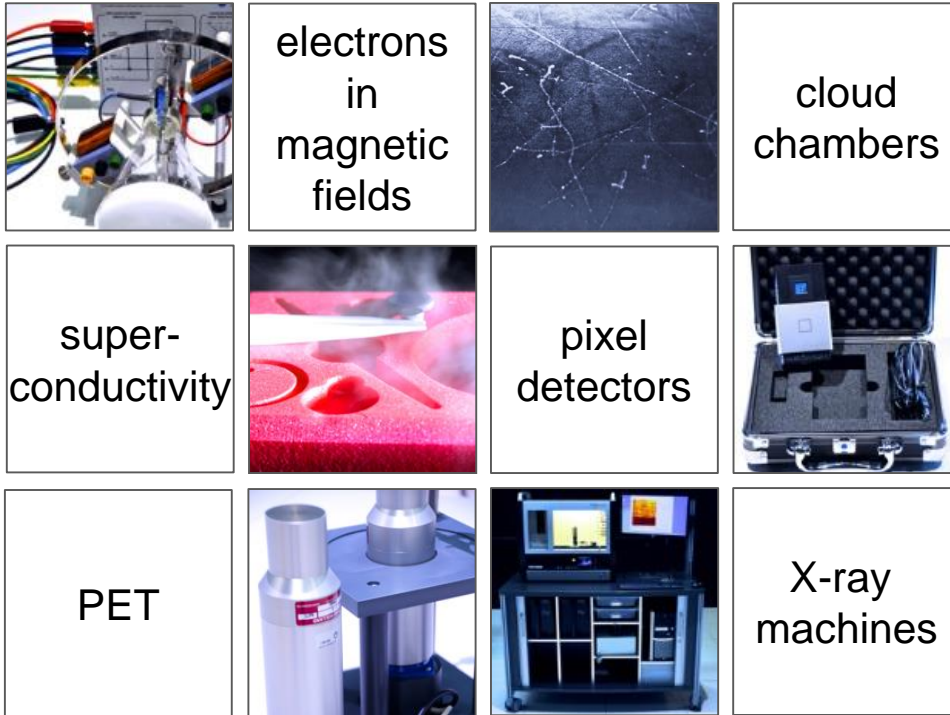 electrons
in
magnetic
fields
cloud
chambers
super-
conductivity
pixel
detectors
PET
X-ray
machines